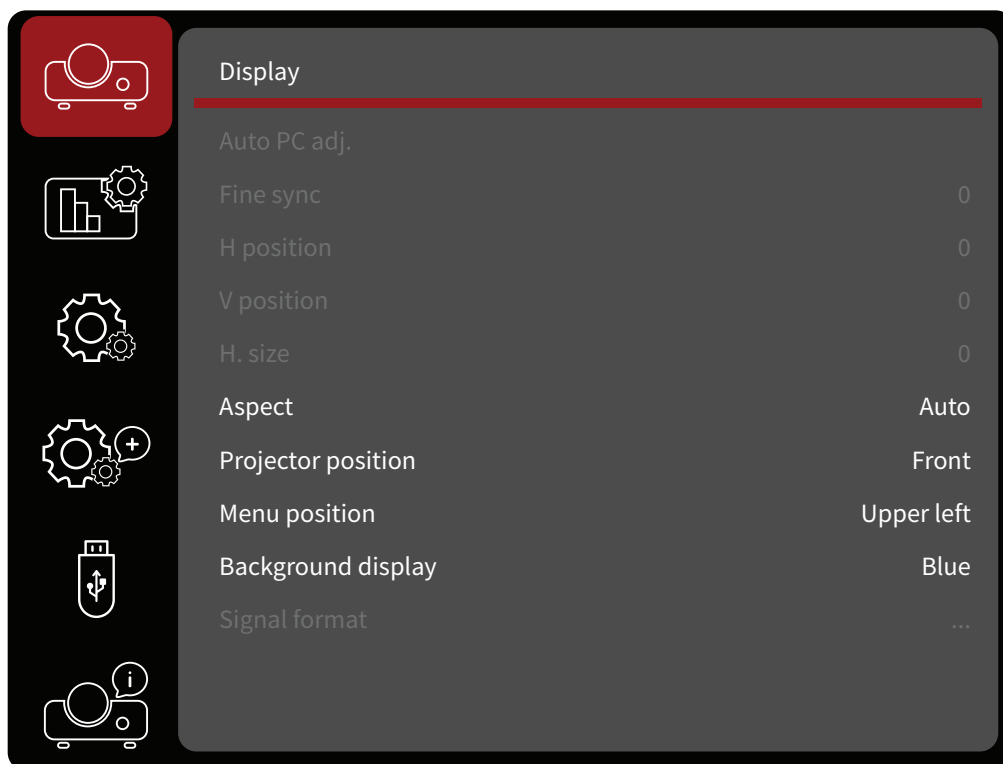 Display
Auto PC adj.
Fine sync 0
H position 0
V position 0
H. size 0
Aspect Auto
Projector position Front
Menu position Upper left
Background display Blue
Signal format ...
i